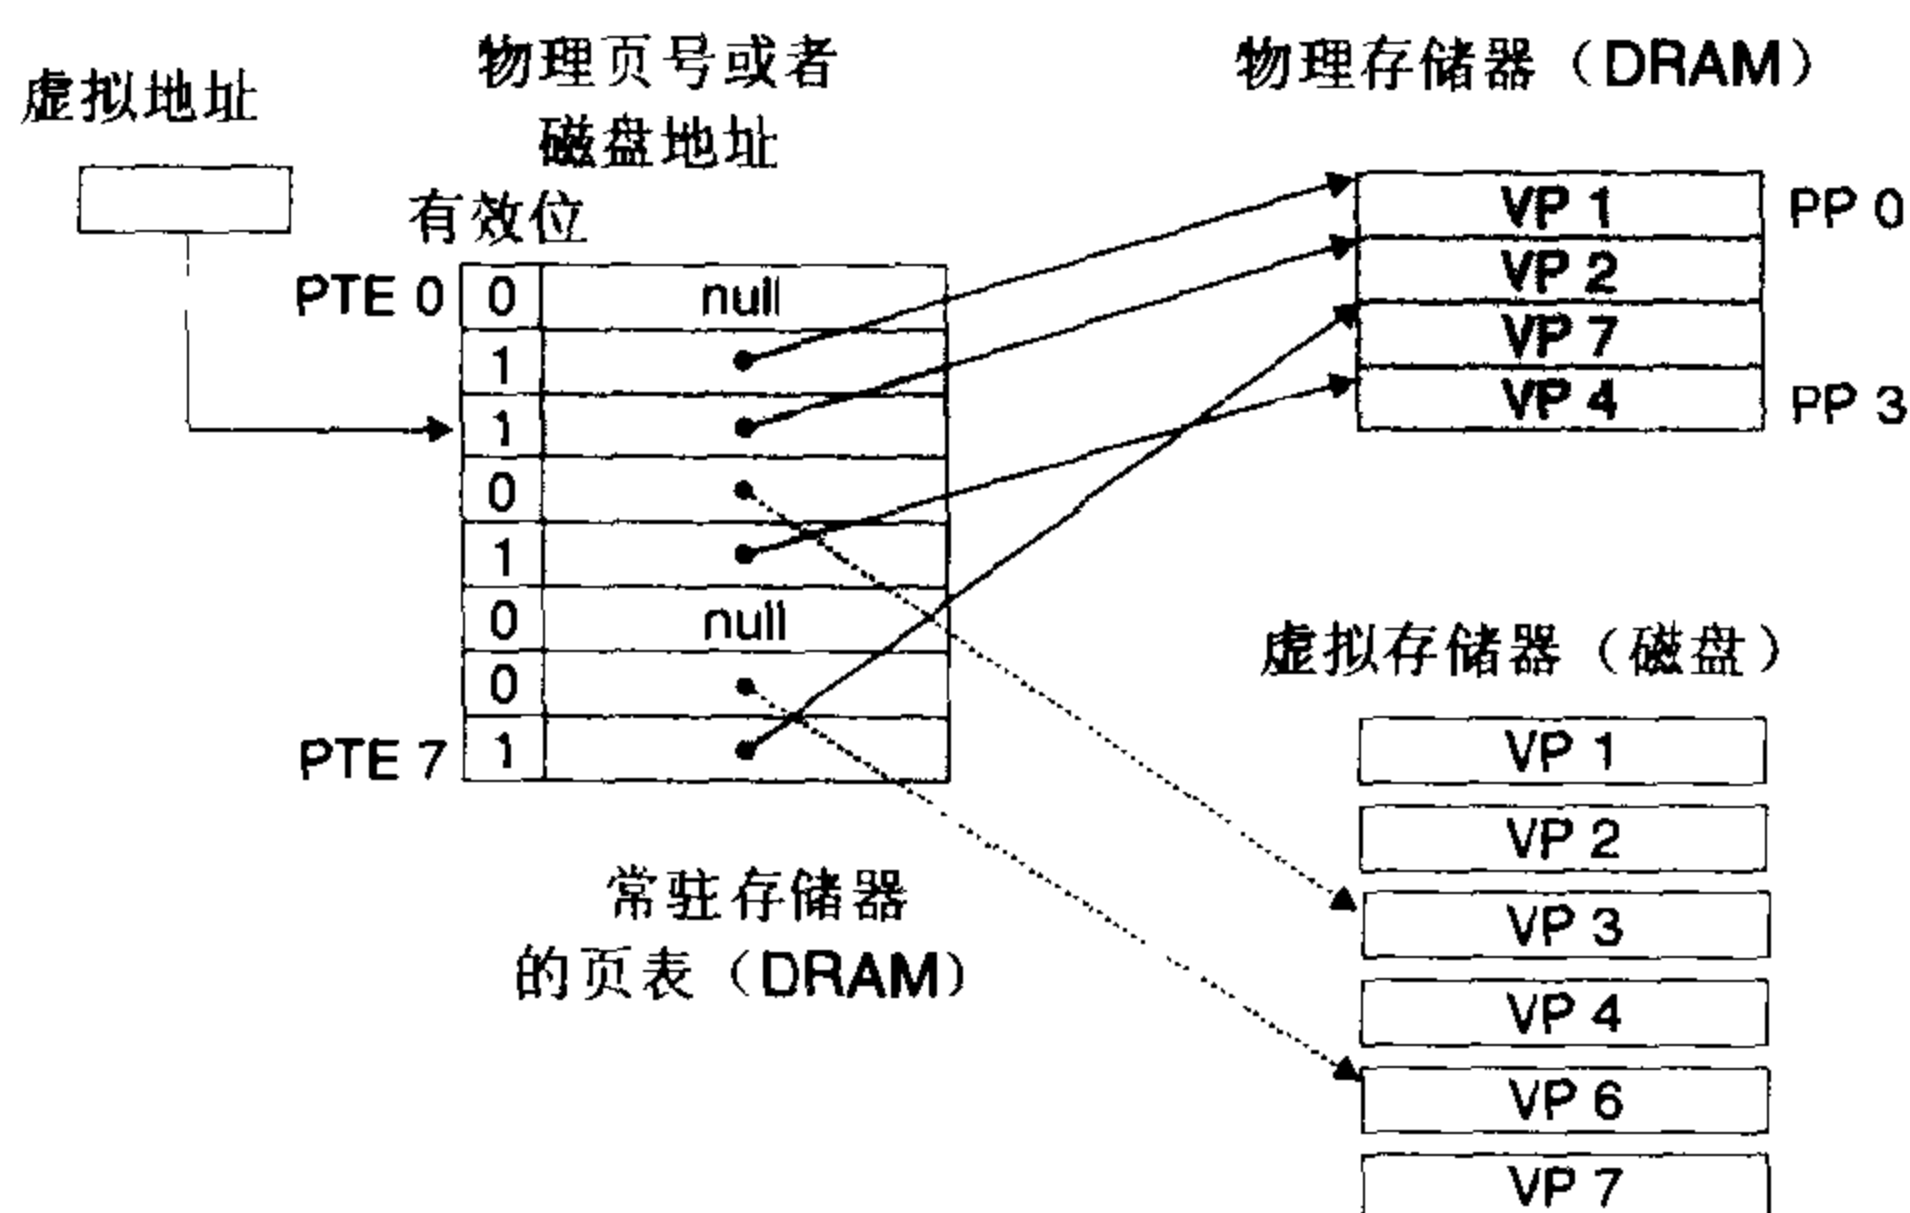 虚拟地址
物理页号或者
磁盘地址
有效位
物理存储器（DRAM）
PTE 0
0
null
1
1
0
1
0
null
0
PTE 7
1
VP 1
PP 0
VP 2
VP 7
VP 4
PP 3
常驻存储器
的页表（DRAM）
虚拟存储器（磁盘）
VP 1
VP 2
VP 3
VP 4
VP 6
VP 7